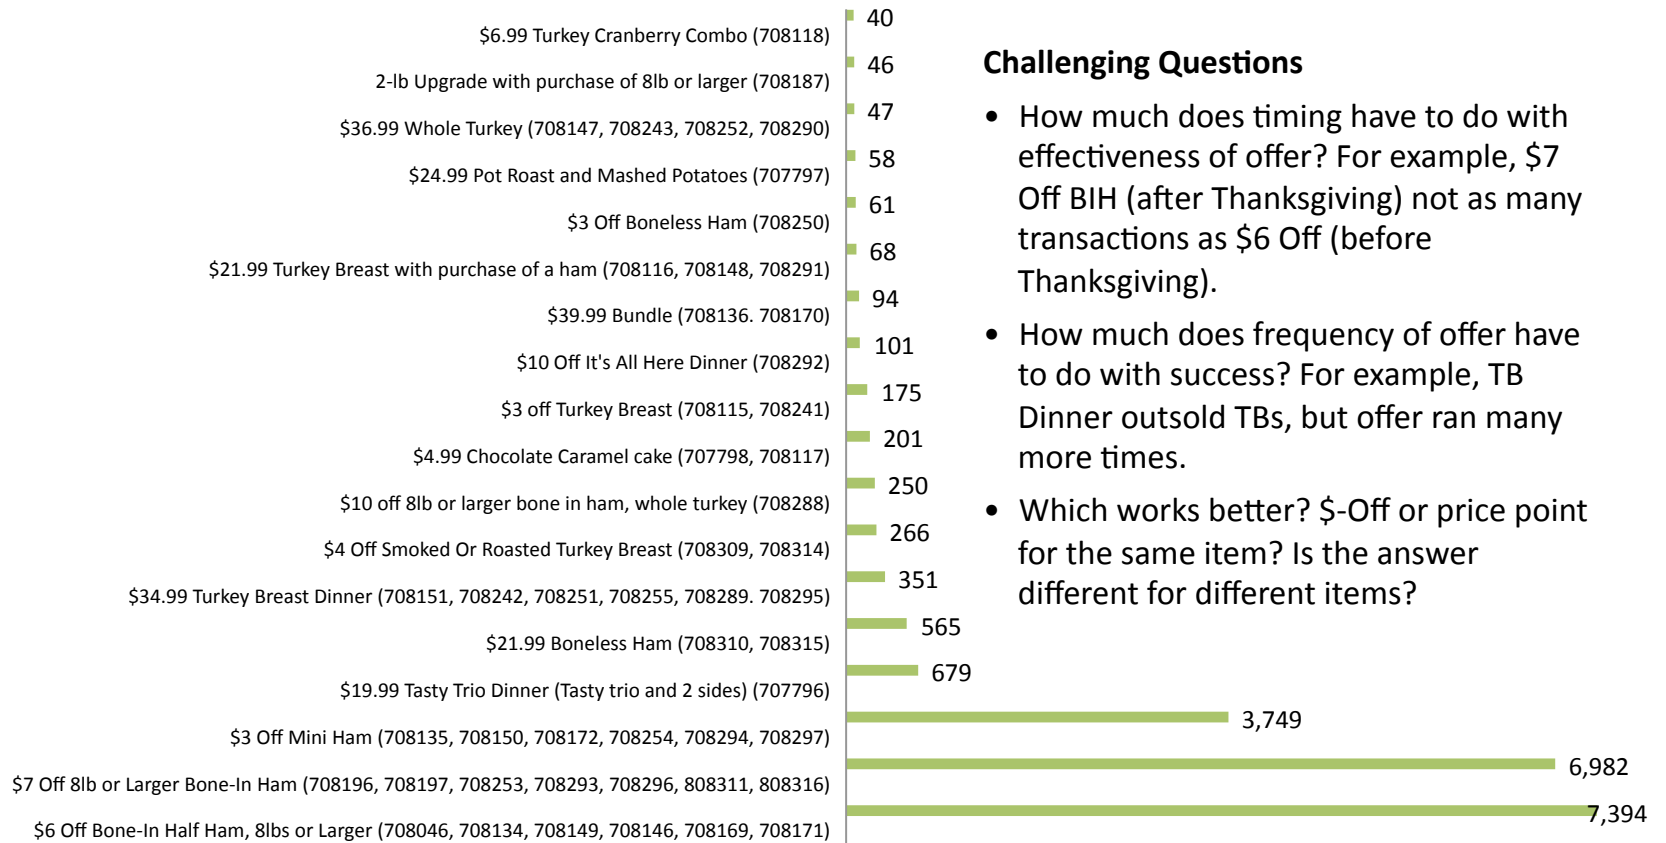 40
$6.99 Turkey Cranberry Combo (708118)
46
2-lb Upgrade with purchase of 8lb or larger (708187)
47
$36.99 Whole Turkey (708147, 708243, 708252, 708290)
58
$24.99 Pot Roast and Mashed Potatoes (707797)
61
$3 Off Boneless Ham (708250)
68
$21.99 Turkey Breast with purchase of a ham (708116, 708148, 708291)
94
$39.99 Bundle (708136. 708170)
101
$10 Off It's All Here Dinner (708292)
175
$3 off Turkey Breast (708115, 708241)
201
$4.99 Chocolate Caramel cake (707798, 708117)
250
$10 off 8lb or larger bone in ham, whole turkey (708288)
266
$4 Off Smoked Or Roasted Turkey Breast (708309, 708314)
351
$34.99 Turkey Breast Dinner (708151, 708242, 708251, 708255, 708289. 708295)
565
$21.99 Boneless Ham (708310, 708315)
679
$19.99 Tasty Trio Dinner (Tasty trio and 2 sides) (707796)
3,749
$3 Off Mini Ham (708135, 708150, 708172, 708254, 708294, 708297)
6,982
$7 Off 8lb or Larger Bone-In Ham (708196, 708197, 708253, 708293, 708296, 808311, 808316)
7,394
$6 Off Bone-In Half Ham, 8lbs or Larger (708046, 708134, 708149, 708146, 708169, 708171)
Challenging Questions
• How much does timing have to do with
effectiveness of offer? For example, $7
Off BIH (after Thanksgiving) not as many
transactions as $6 Off (before
Thanksgiving).
• How much does frequency of offer have
to do with success? For example, TB
Dinner outsold TBs, but offer ran many
more times.
• Which works better? $-Off or price point
for the same item? Is the answer
different for different items?